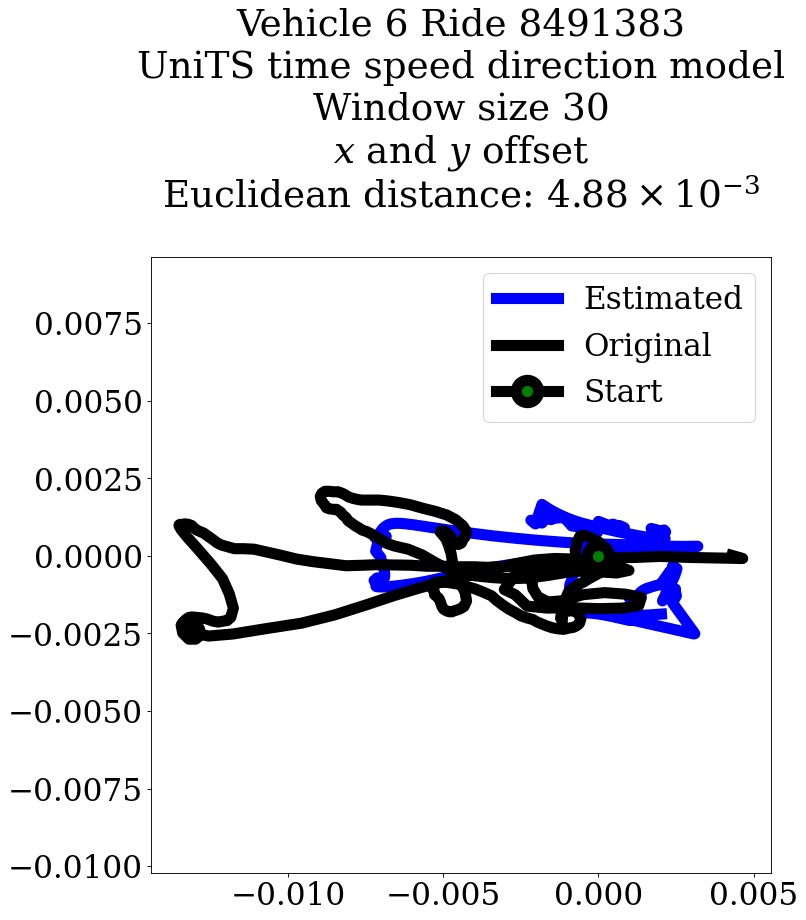 Vehicle 6 Ride 8491383
UniTS time speed direction model
Window size 30
x and y offset
Euclidean distance: 4.88 × 10⁻³
Estimated
Original
Start
0.0075
0.0050
0.0025
0.0000
−0.0025
−0.0050
−0.0075
−0.0100
−0.010 −0.005 0.000 0.005